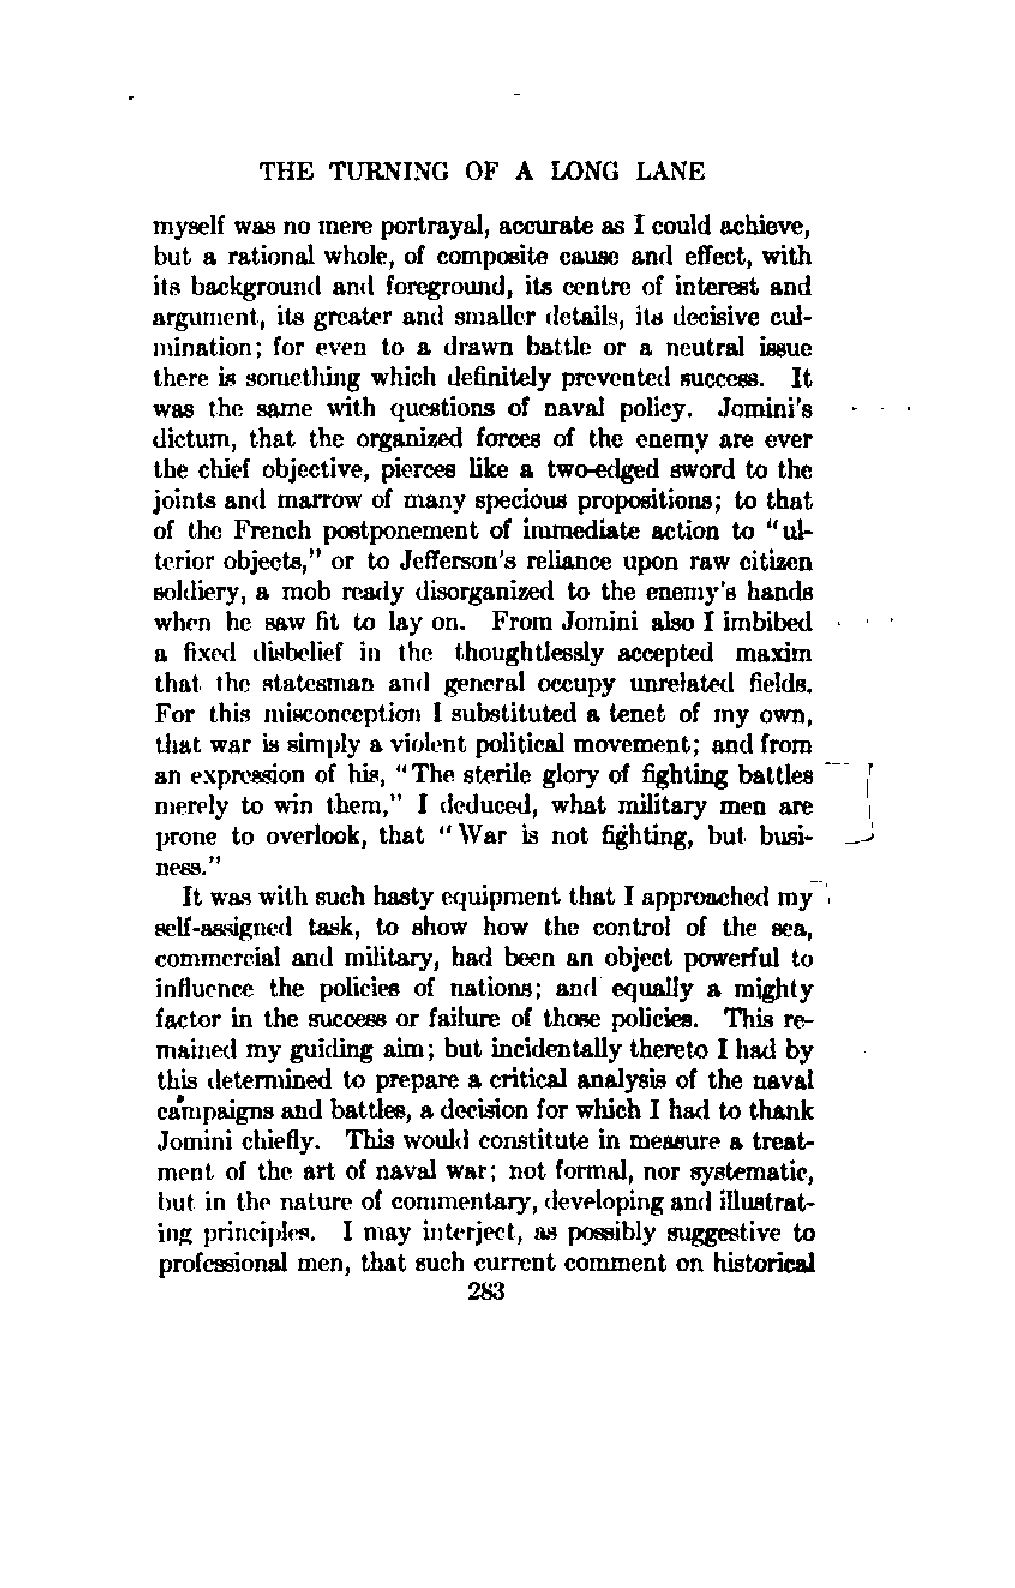 THE TURNING OF A LONG LANE
myself was no mere portrayal, accurate as I could achieve,
but a rational whole, of composite cause and effect, with
its background and foreground, its centre of interest and
argument, its greater and smaller details, its decisive cul-
mination; for even to a drawn battle or a neutral issue
there is something which definitely prevented success. It
was the same with questions of naval policy. Jomini's
dictum, that the organized forces of the enemy are ever
the chief objective, pierces like a two-edged sword to the
joints and marrow of many specious propositions; to that
of the French postponement of immediate action to "ul-
terior objects," or to Jefferson's reliance upon raw citizen
soldiery, a mob ready disorganized to the enemy's hands
when he saw fit to lay on. From Jomini also I imbibed
a fixed disbelief in the thoughtlessly accepted maxim
that the statesman and general occupy unrelated fields.
For this misconception I substituted a tenet of my own,
that war is simply a violent political movement; and from
an expression of his, "The sterile glory of fighting battles
merely to win them," I deduced, what military men are
prone to overlook, that "War is not fighting, but busi-
ness."
It was with such hasty equipment that I approached my
self-assigned task, to show how the control of the sea,
commercial and military, had been an object powerful to
influence the policies of nations; and equally a mighty
factor in the success or failure of those policies. This re-
mained my guiding aim; but incidentally thereto I had by
this determined to prepare a critical analysis of the naval
campaigns and battles, a decision for which I had to thank
Jomini chiefly. This would constitute in measure a treat-
ment of the art of naval war; not formal, nor systematic,
but in the nature of commentary, developing and illustrat-
ing principles. I may interject, as possibly suggestive to
professional men, that such current comment on historical
283